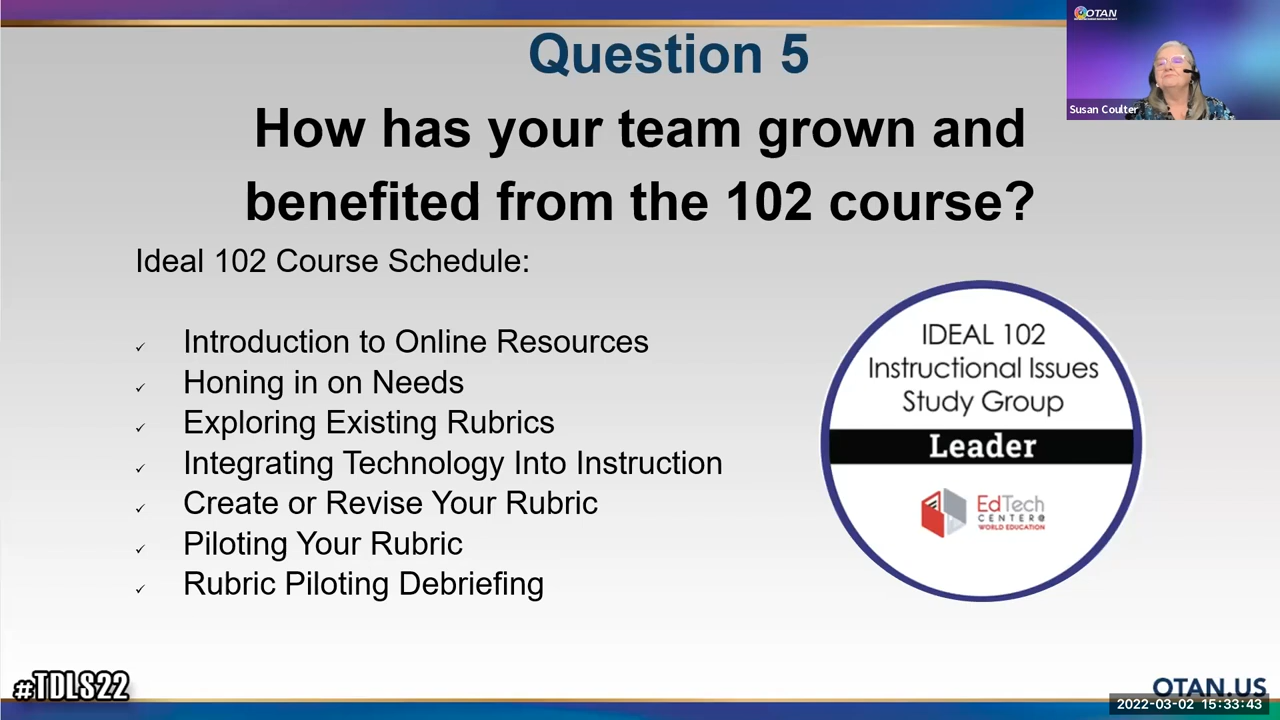 Question 5
OTAN
Susan Coulter
How has your team grown and
benefited from the 102 course?
Ideal 102 Course Schedule:
✓ Introduction to Online Resources
✓ Honing in on Needs
✓ Exploring Existing Rubrics
✓ Integrating Technology Into Instruction
✓ Create or Revise Your Rubric
✓ Piloting Your Rubric
✓ Rubric Piloting Debriefing
IDEAL 102
Instructional Issues
Study Group
Leader
EdTech
CENTER@
WORLD EDUCATION
#TDLS22
OTAN.US
2022-03-02 15:33:43